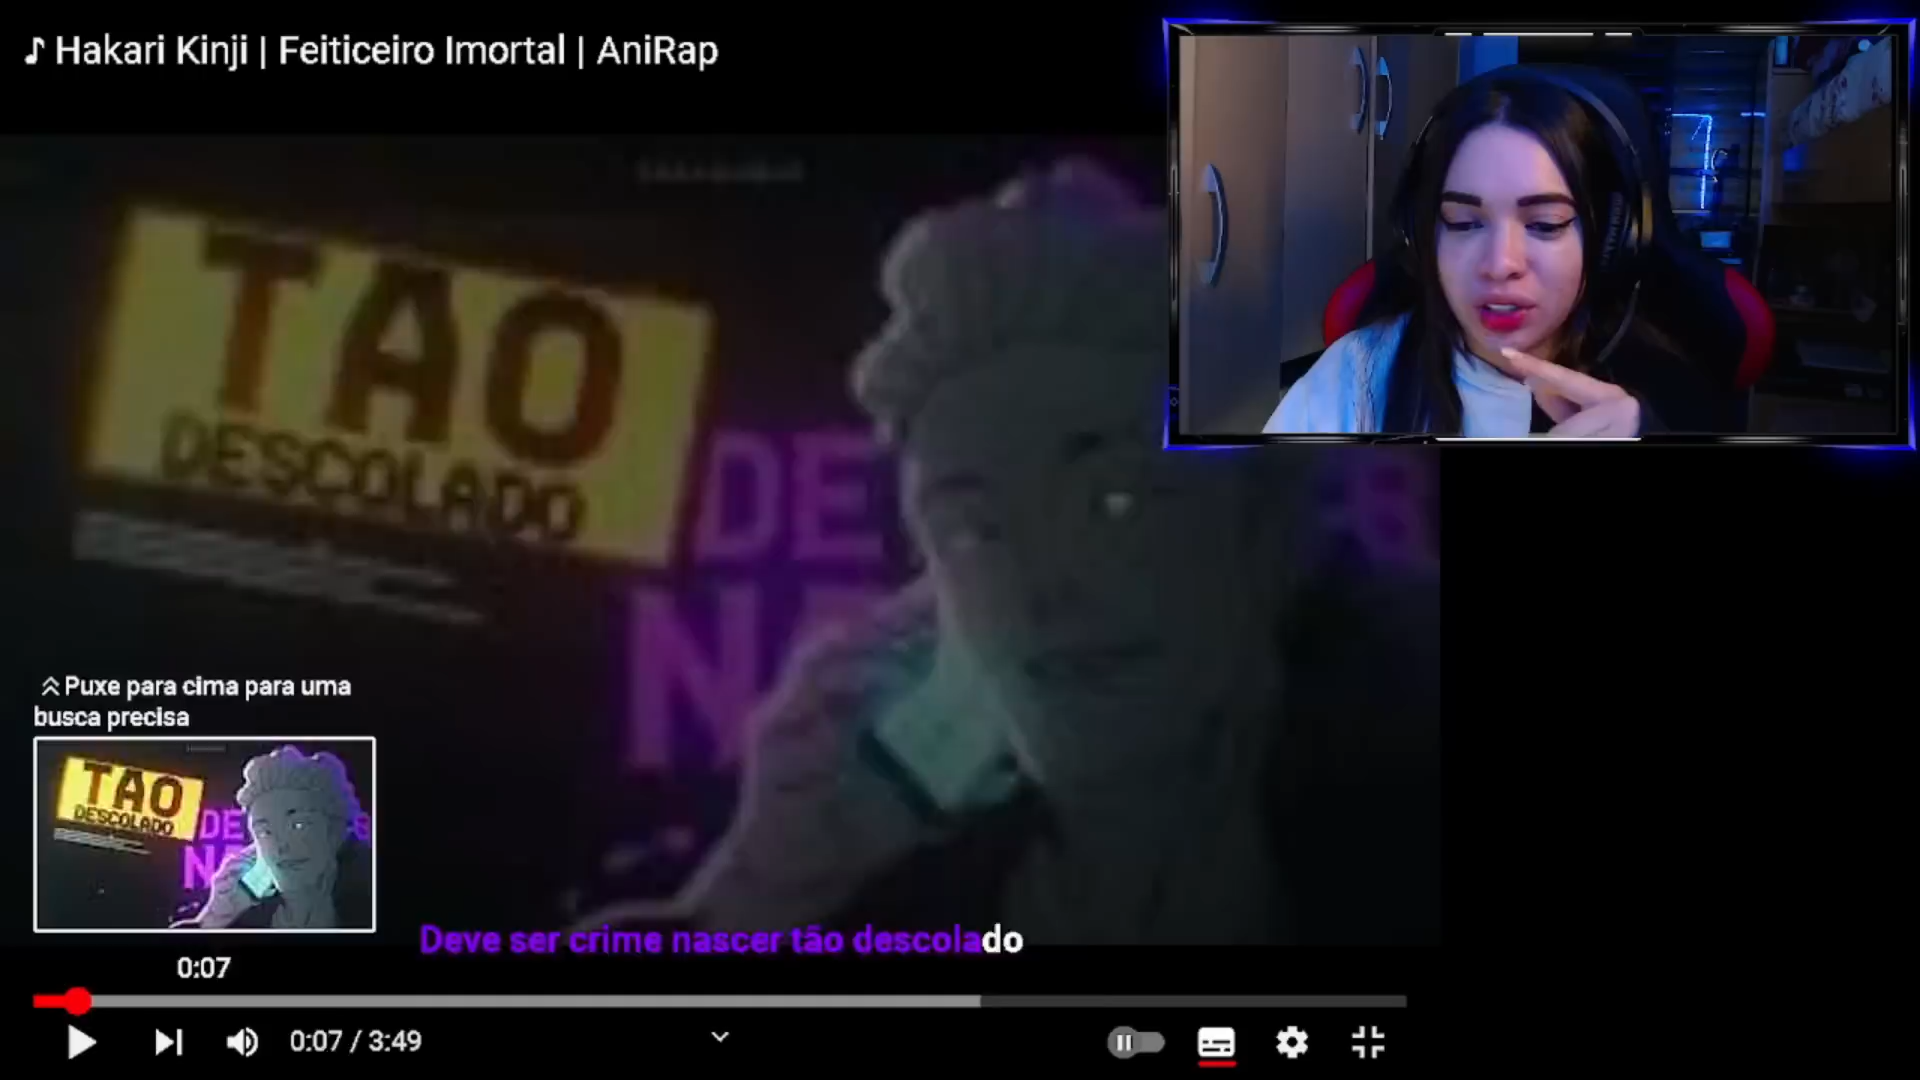 ♪ Hakari Kinji | Feiticeiro Imortal | AniRap
TAO
DESCOLADO
DE
NE
Puxe para cima para uma
busca precisa
TAO
DESCOLADO
DE
Deve ser crime nascer tão descolado
0:07
0:07 / 3:49